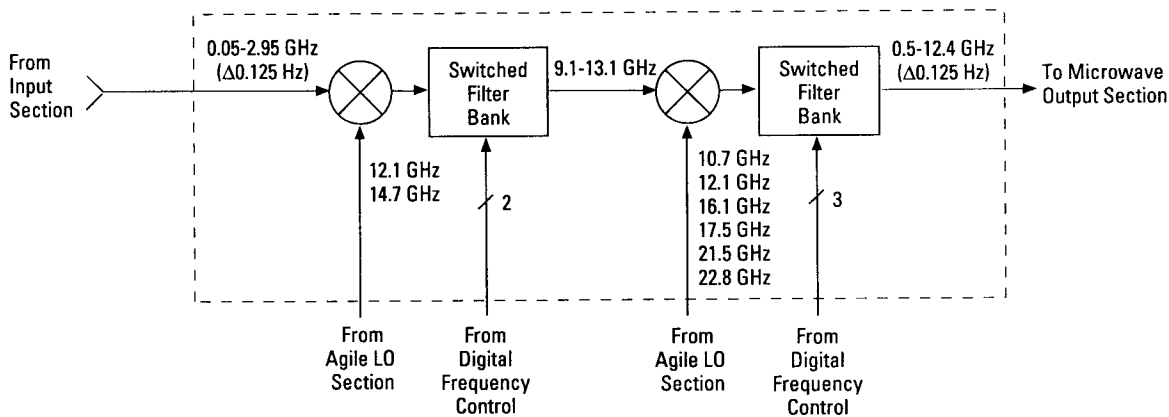 From
Input
Section
0.05-2.95 GHz
(Δ0.125 Hz)
Switched
Filter
Bank
9.1-13.1 GHz
Switched
Filter
Bank
0.5-12.4 GHz
(Δ0.125 Hz)
To Microwave
Output Section
12.1 GHz
14.7 GHz
2
10.7 GHz
12.1 GHz
16.1 GHz
17.5 GHz
21.5 GHz
22.8 GHz
3
From
Agile LO
Section
From
Digital
Frequency
Control
From
Agile LO
Section
From
Digital
Frequency
Control